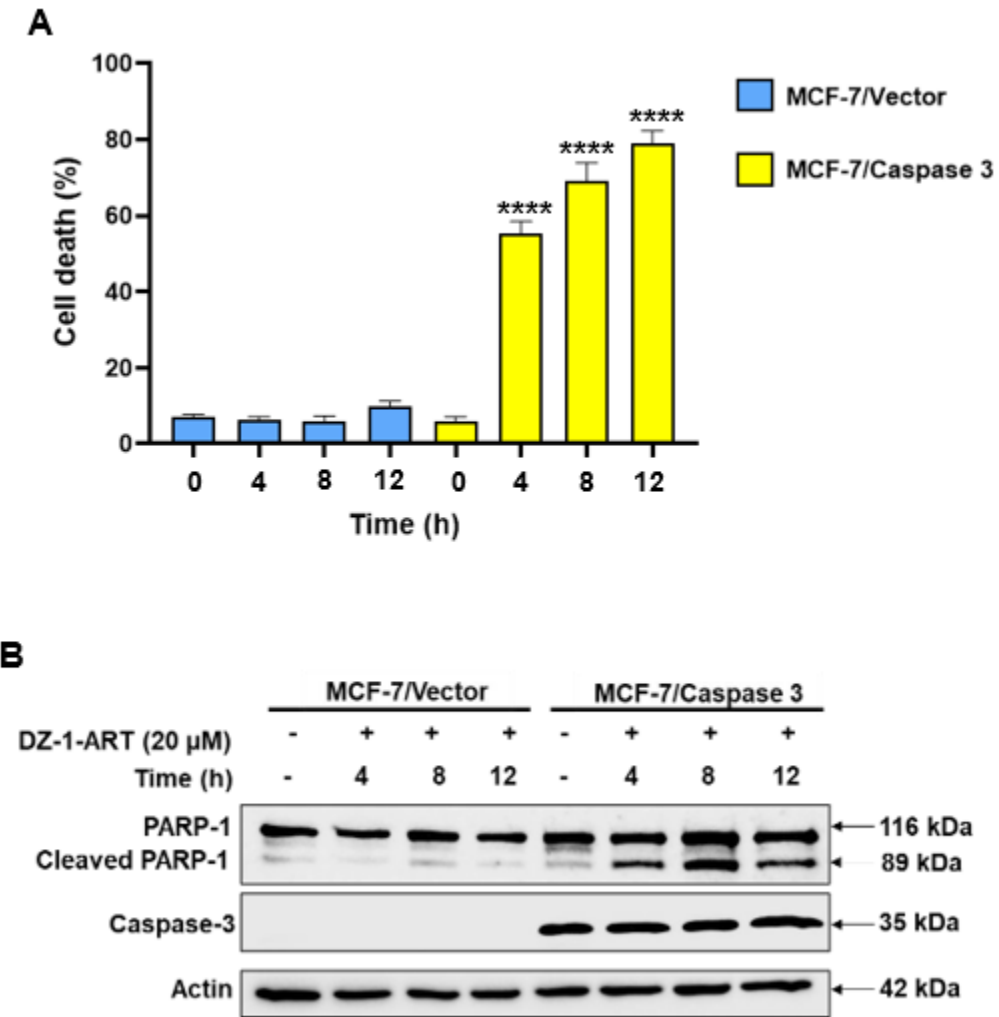 A
100
80
60
40
20
0
Cell death (%)
**** **** ****
0 4 8 12 0 4 8 12
Time (h)
MCF-7/Vector
MCF-7/Caspase 3
B
MCF-7/Vector MCF-7/Caspase 3
DZ-1-ART (20 µM) - + + + - + + +
Time (h) - 4 8 12 - 4 8 12
PARP-1 116 kDa
Cleaved PARP-1 89 kDa
Caspase-3 35 kDa
Actin 42 kDa